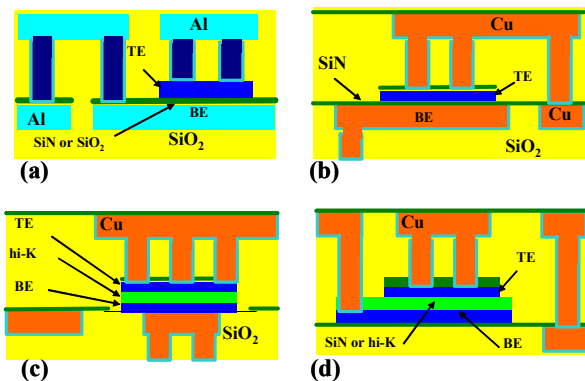 (a)
Al
TE
BE
Al
SiN or SiO2
SiO2
(b)
Cu
SiN
TE
BE
Cu
SiO2
(c)
TE
Cu
hi-K
BE
SiO2
(d)
Cu
TE
SiN or hi-K
BE